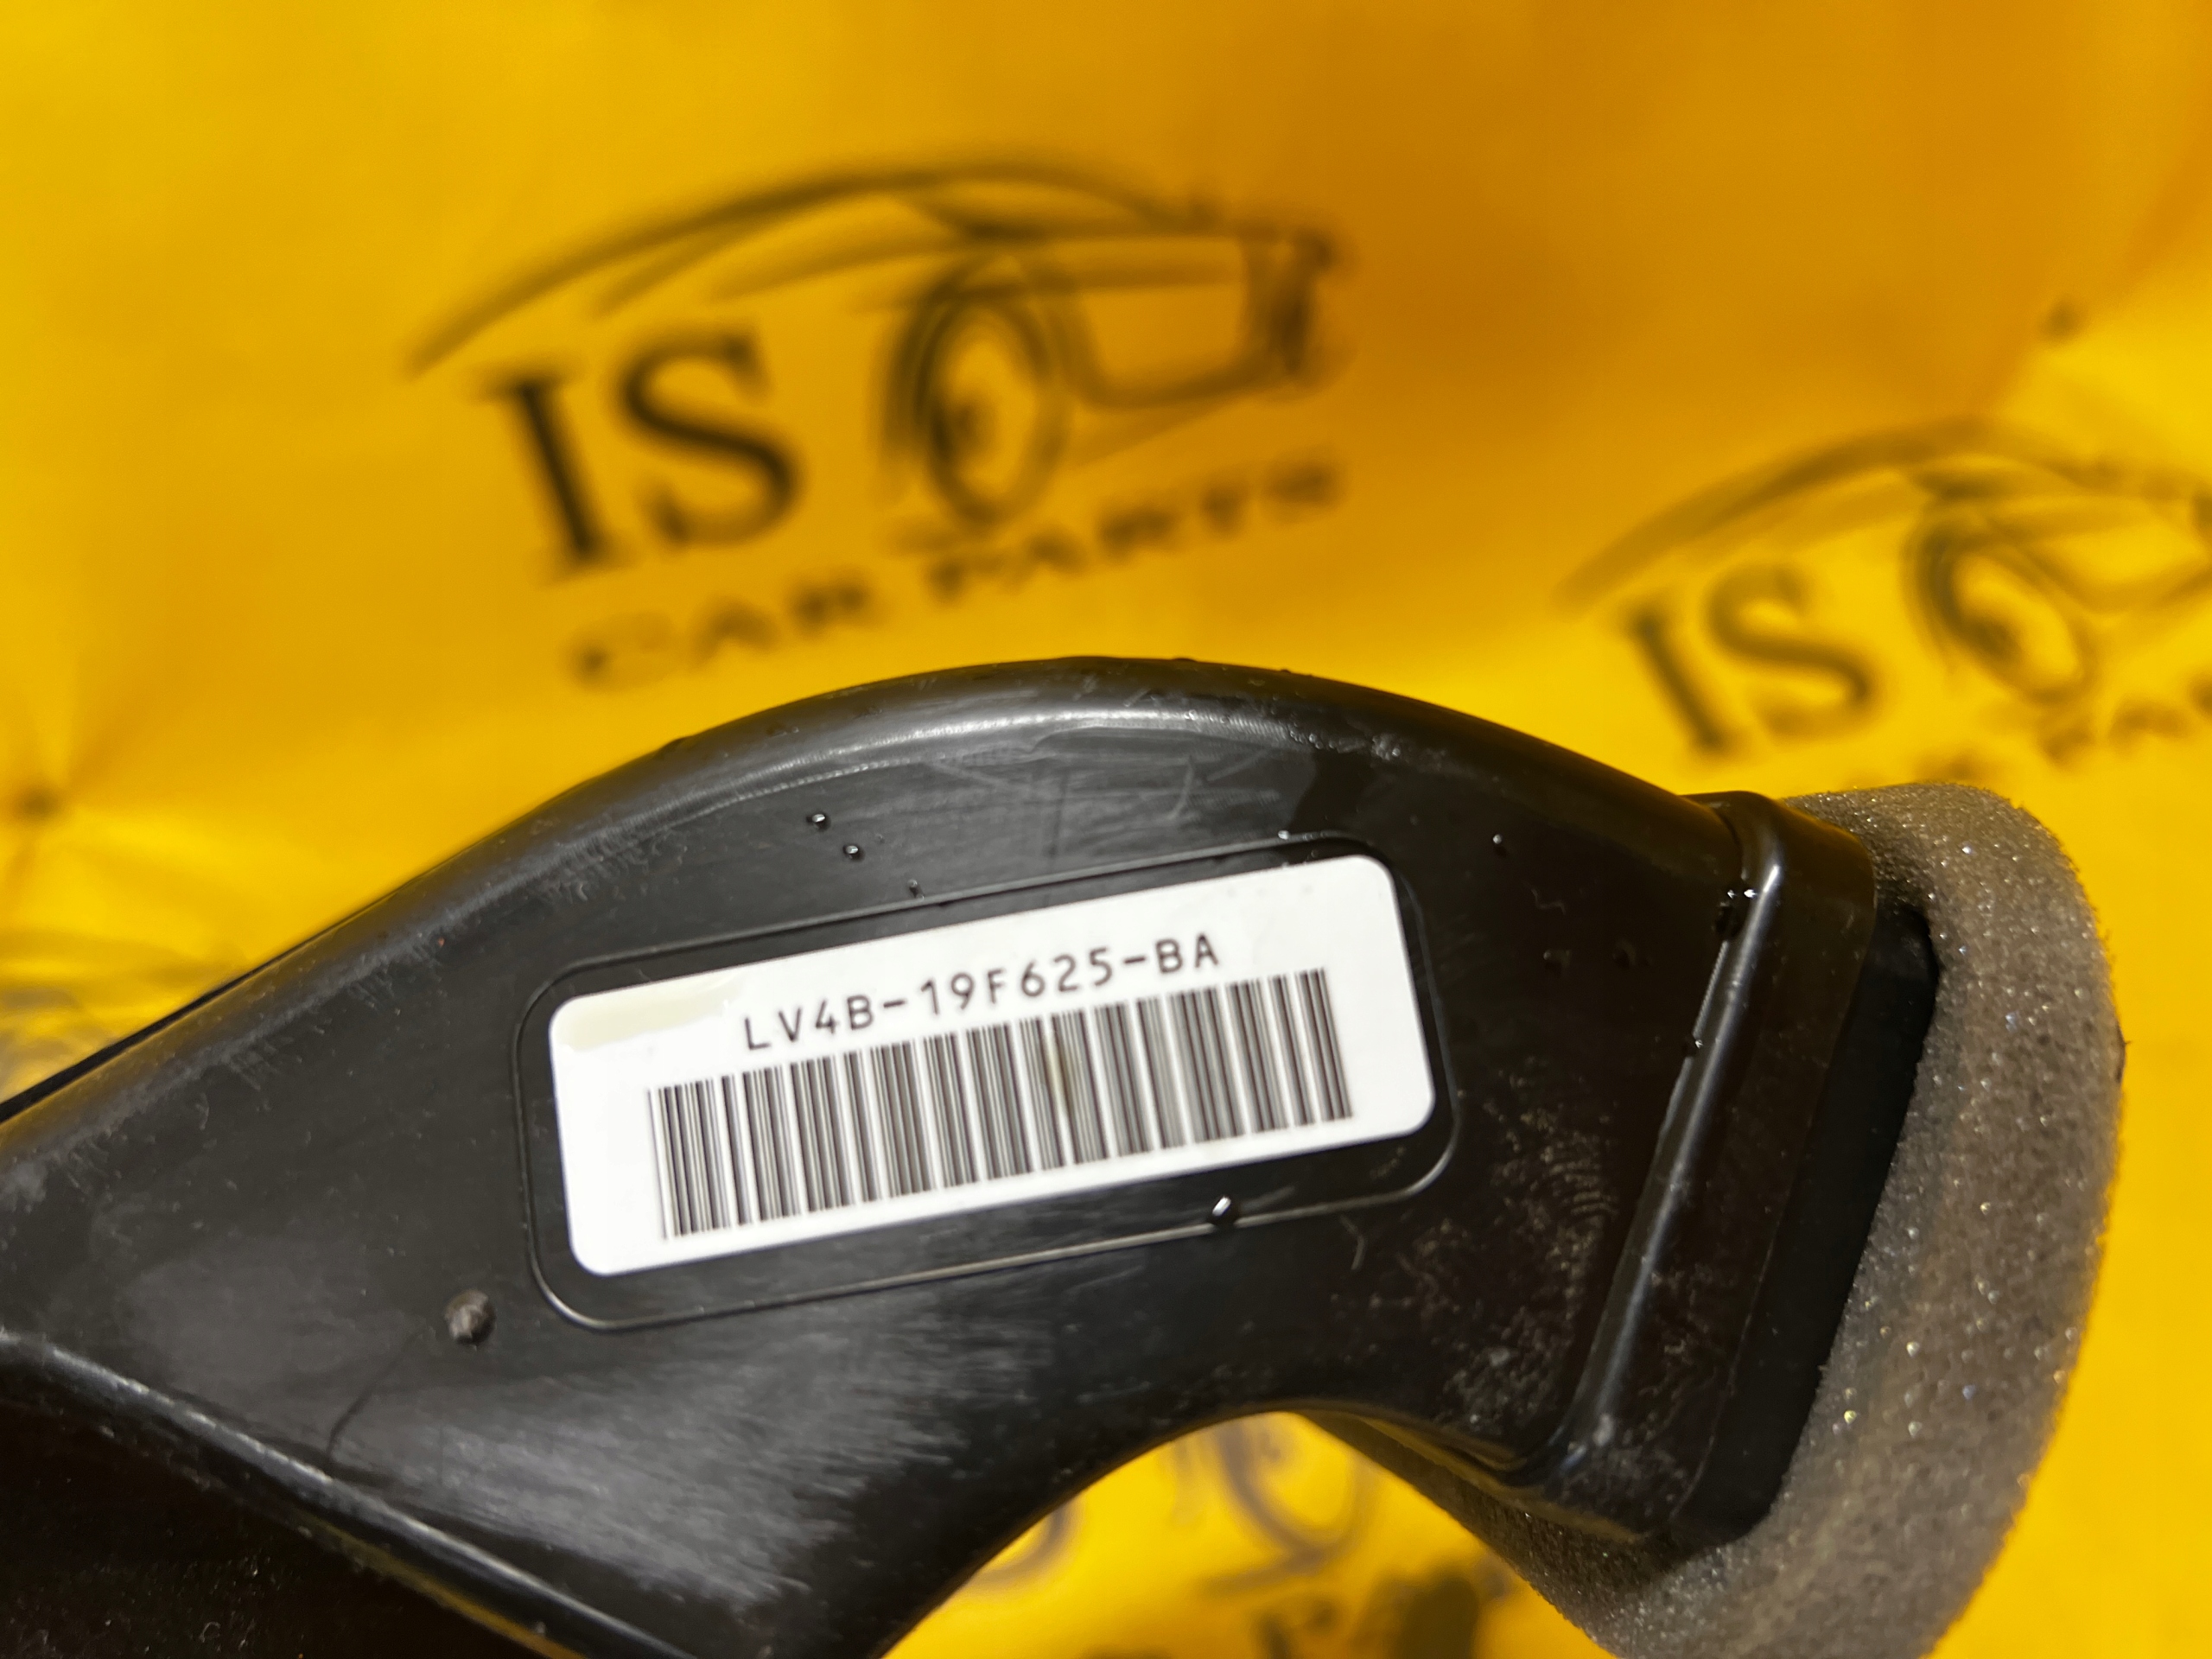 IS
CAR PARTS
IS
LV4B-19F625-BA